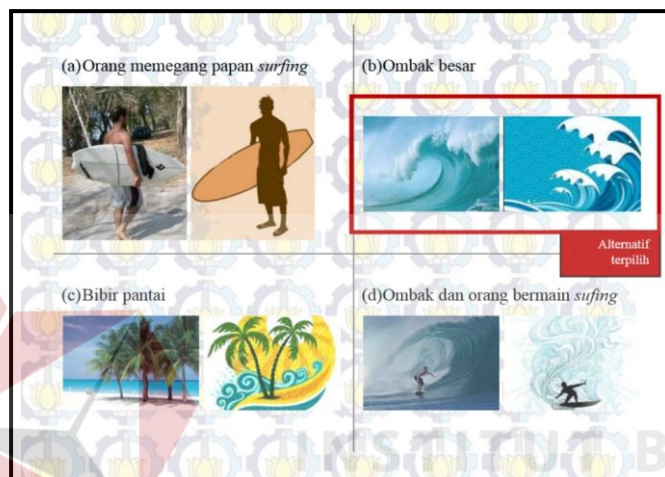 (a)Orang memegang papan surfing
(b)Ombak besar
Alternatif
terpilih
(c)Bibir pantai
(d)Ombak dan orang bermain sufing
INSTITUT B